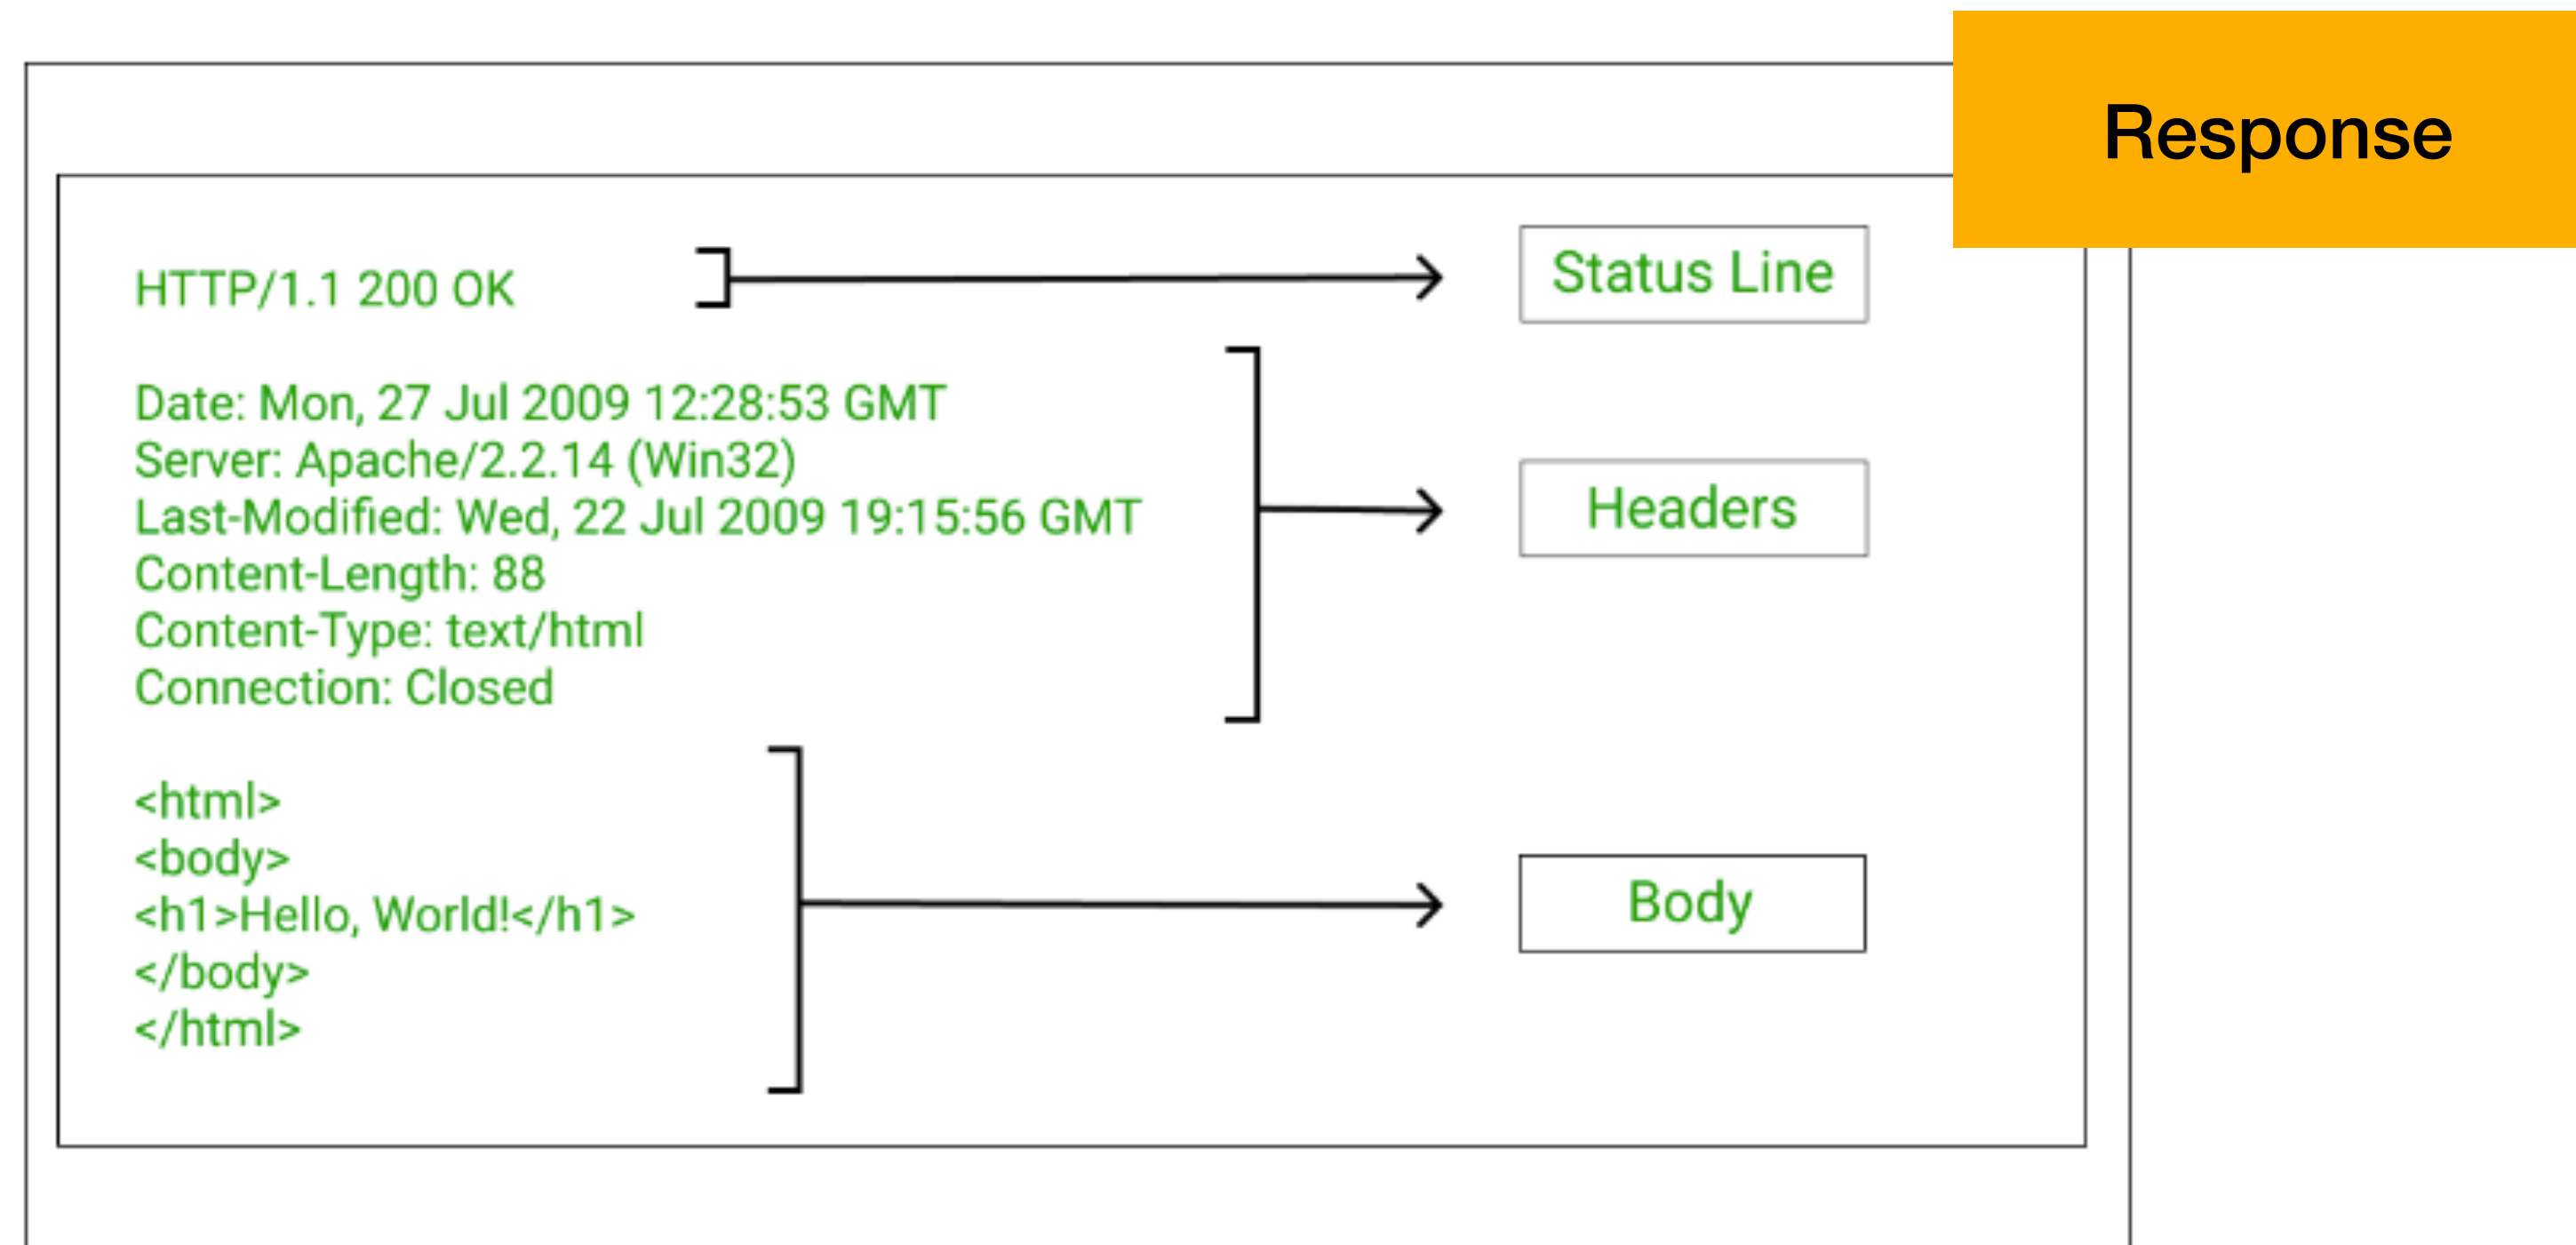 Response
HTTP/1.1 200 OK
Status Line
Date: Mon, 27 Jul 2009 12:28:53 GMT
Server: Apache/2.2.14 (Win32)
Last-Modified: Wed, 22 Jul 2009 19:15:56 GMT
Content-Length: 88
Content-Type: text/html
Connection: Closed
Headers
<html>
<body>
<h1>Hello, World!</h1>
</body>
</html>
Body